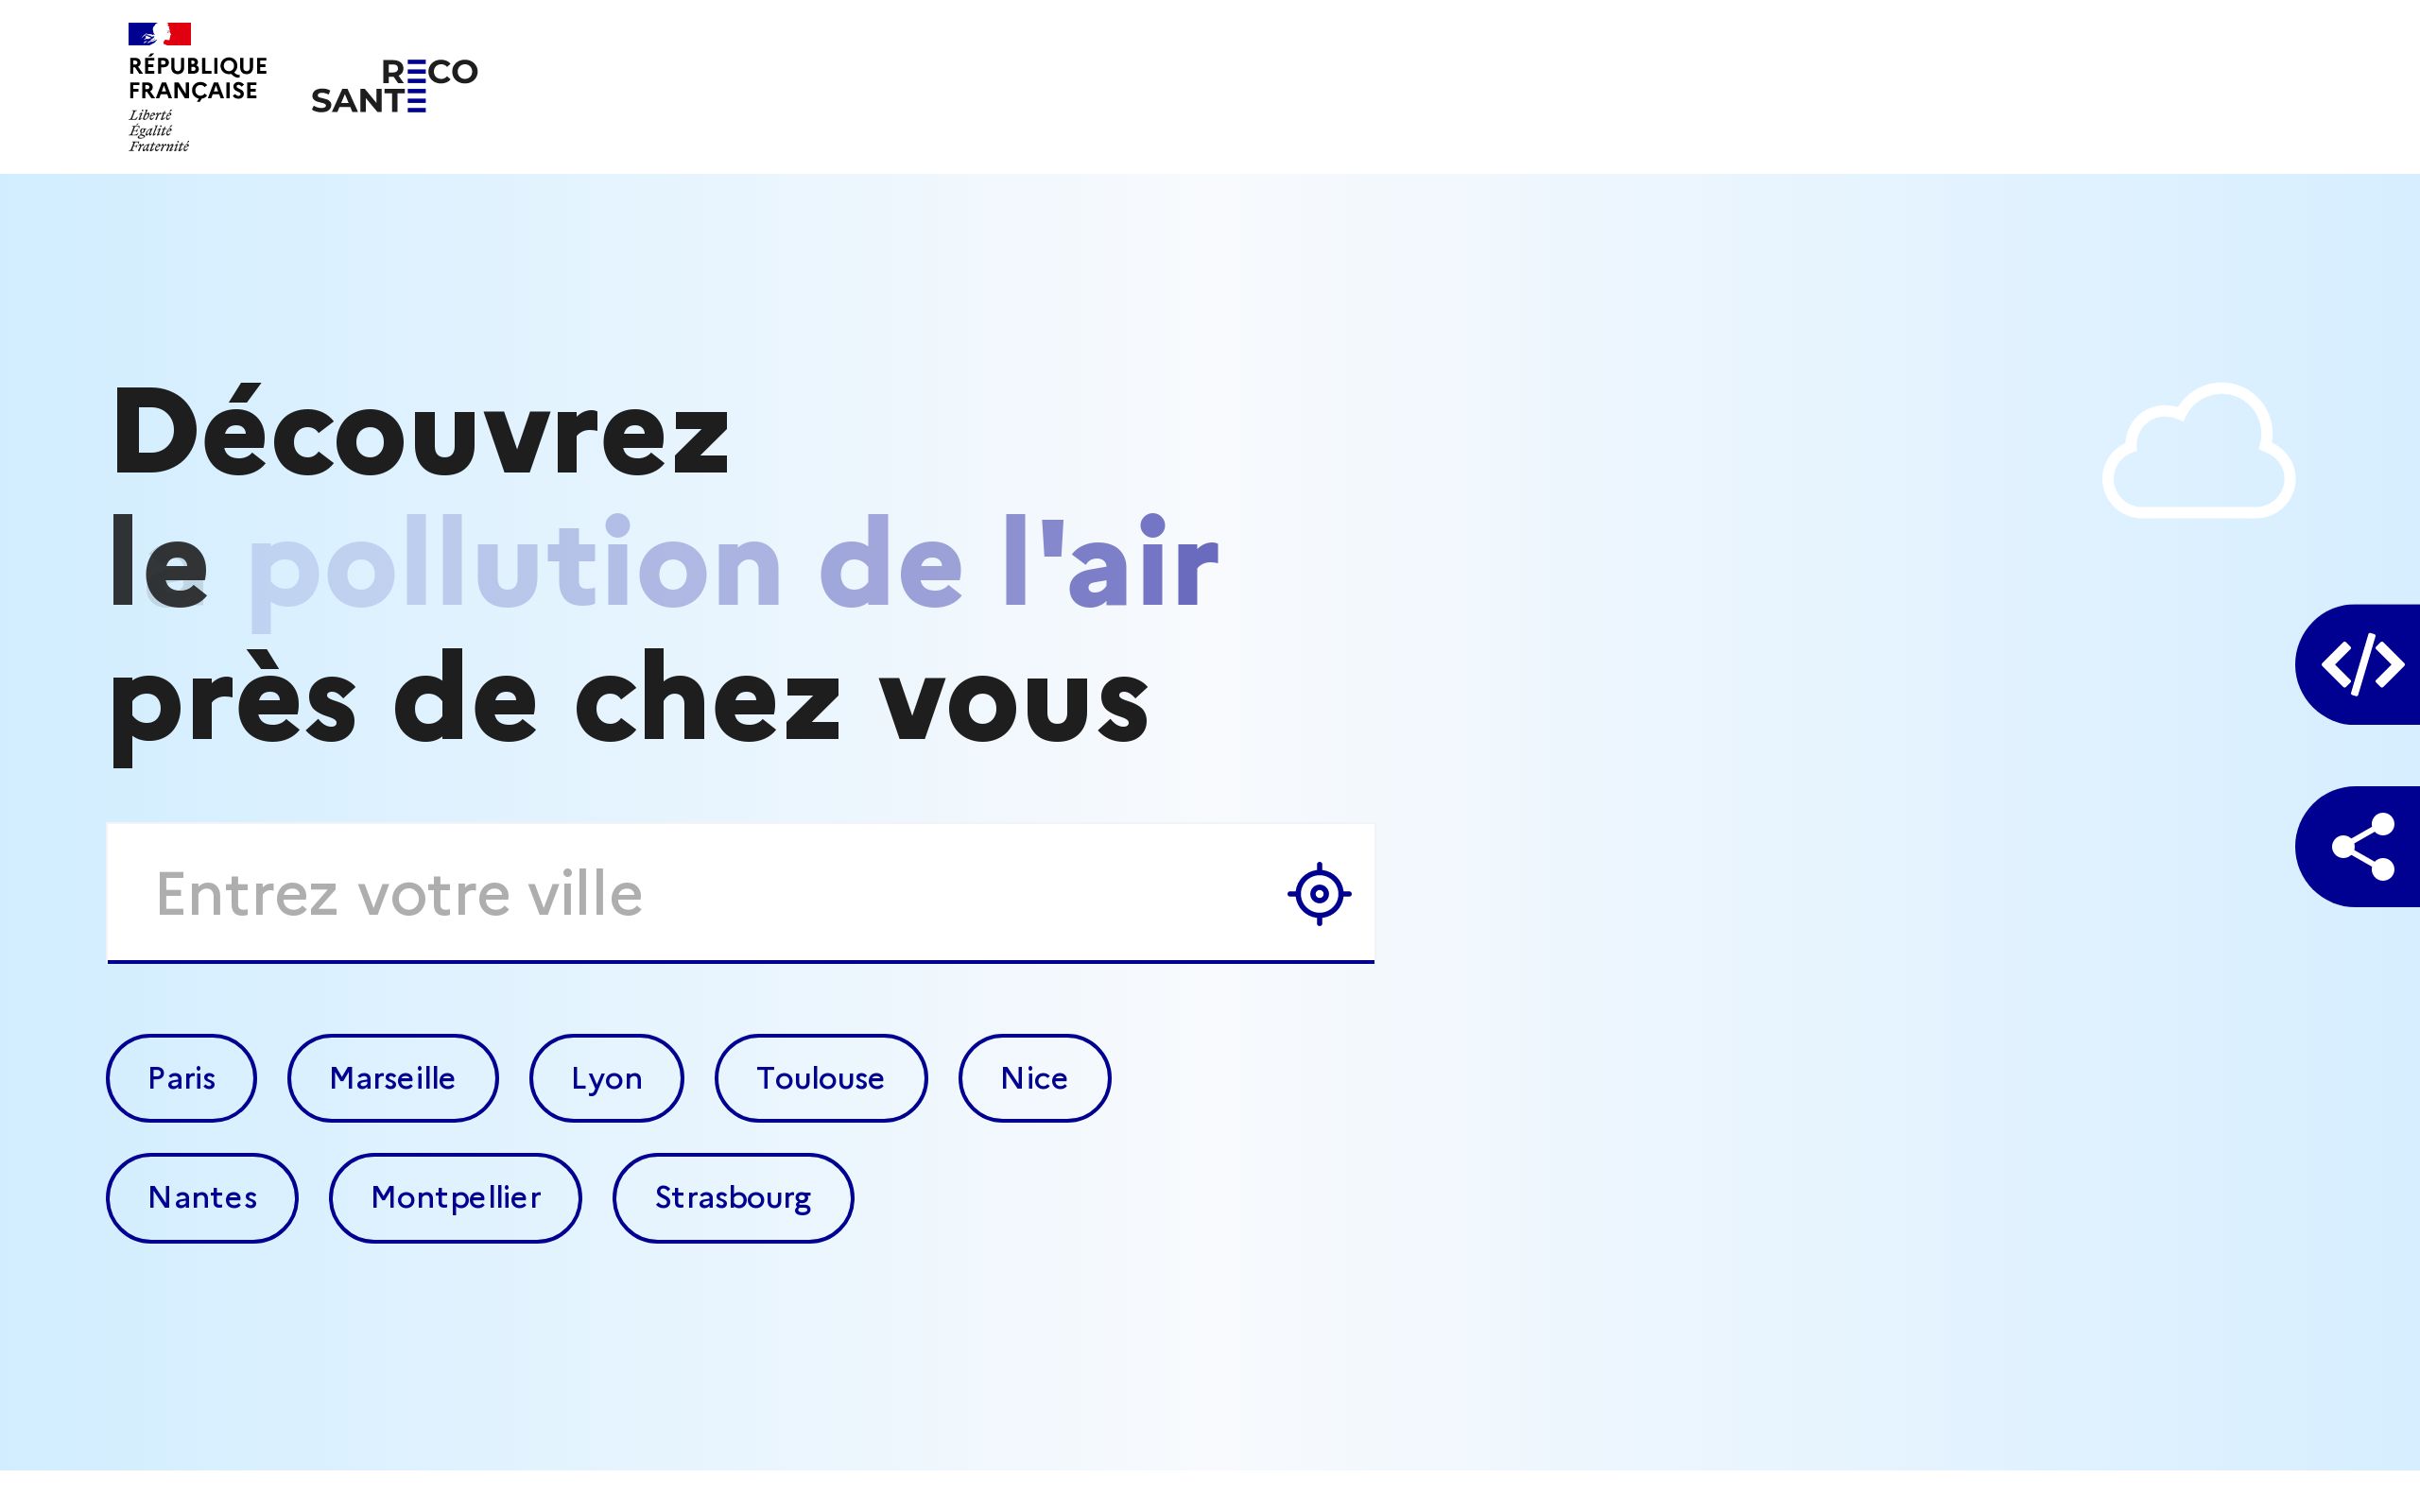 RÉPUBLIQUE
FRANÇAISE
Liberté
Égalité
Fraternité
RECO
SANTE
Découvrez
le pollution de l'air
près de chez vous
Entrez votre ville
Paris
Marseille
Lyon
Toulouse
Nice
Nantes
Montpellier
Strasbourg